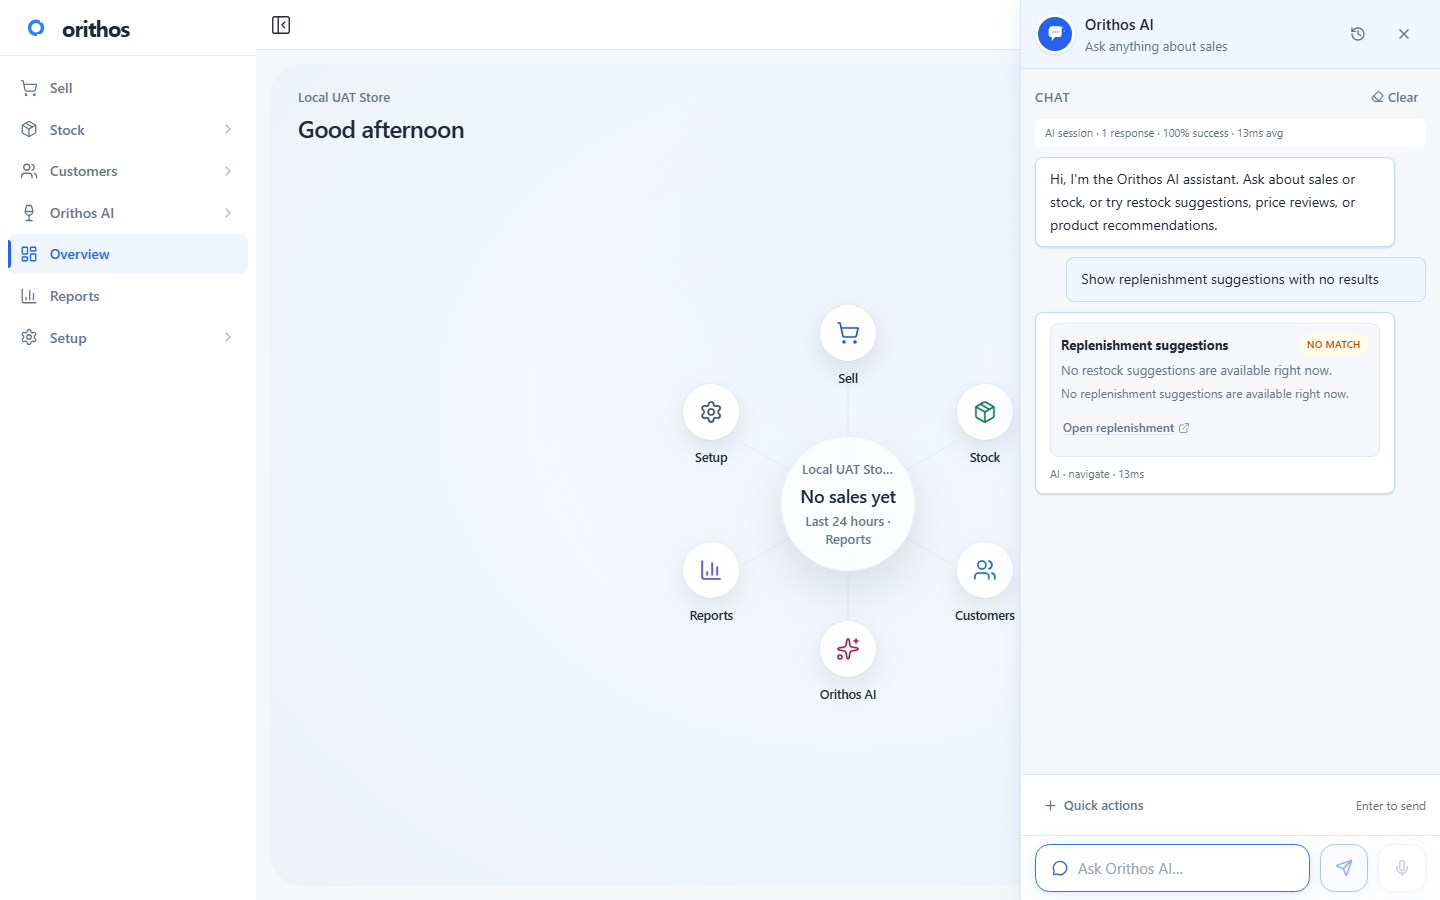 orithos
Sell
Stock
Customers
Orithos AI
Overview
Reports
Setup
Local UAT Store
Good afternoon
Sell
Setup
Stock
Local UAT Sto...
No sales yet
Last 24 hours ·
Reports
Reports
Customers
Orithos AI
Orithos AI
Ask anything about sales
CHAT
Clear
AI session · 1 response · 100% success · 13ms avg
Hi, I'm the Orithos AI assistant. Ask about sales or
stock, or try restock suggestions, price reviews, or
product recommendations.
Show replenishment suggestions with no results
Replenishment suggestions
NO MATCH
No restock suggestions are available right now.
No replenishment suggestions are available right now.
Open replenishment
AI · navigate · 13ms
Quick actions
Enter to send
Ask Orithos AI...